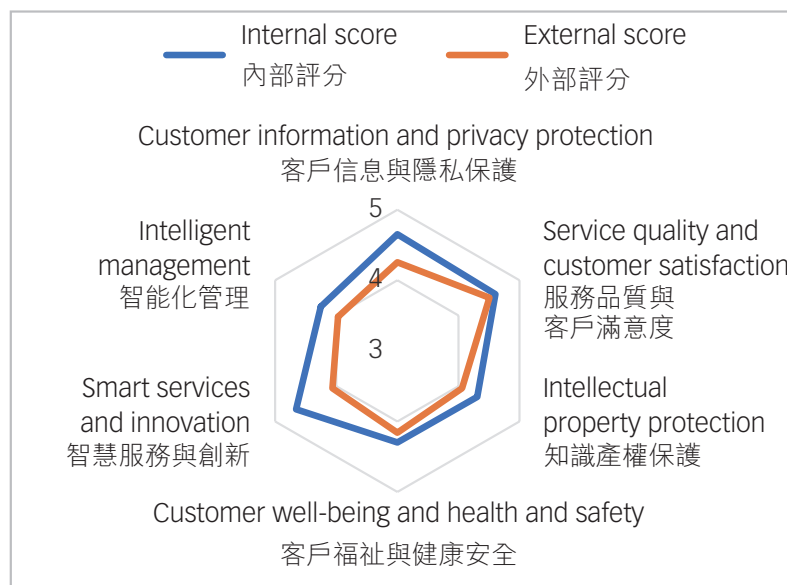 Internal score
內部評分
External score
外部評分
Customer information and privacy protection
客戶信息與隱私保護
5
4
3
Intelligent
management
智能化管理
Service quality and
customer satisfaction
服務品質與
客戶滿意度
Smart services
and innovation
智慧服務與創新
Intellectual
property protection
知識產權保護
Customer well-being and health and safety
客戶福祉與健康安全